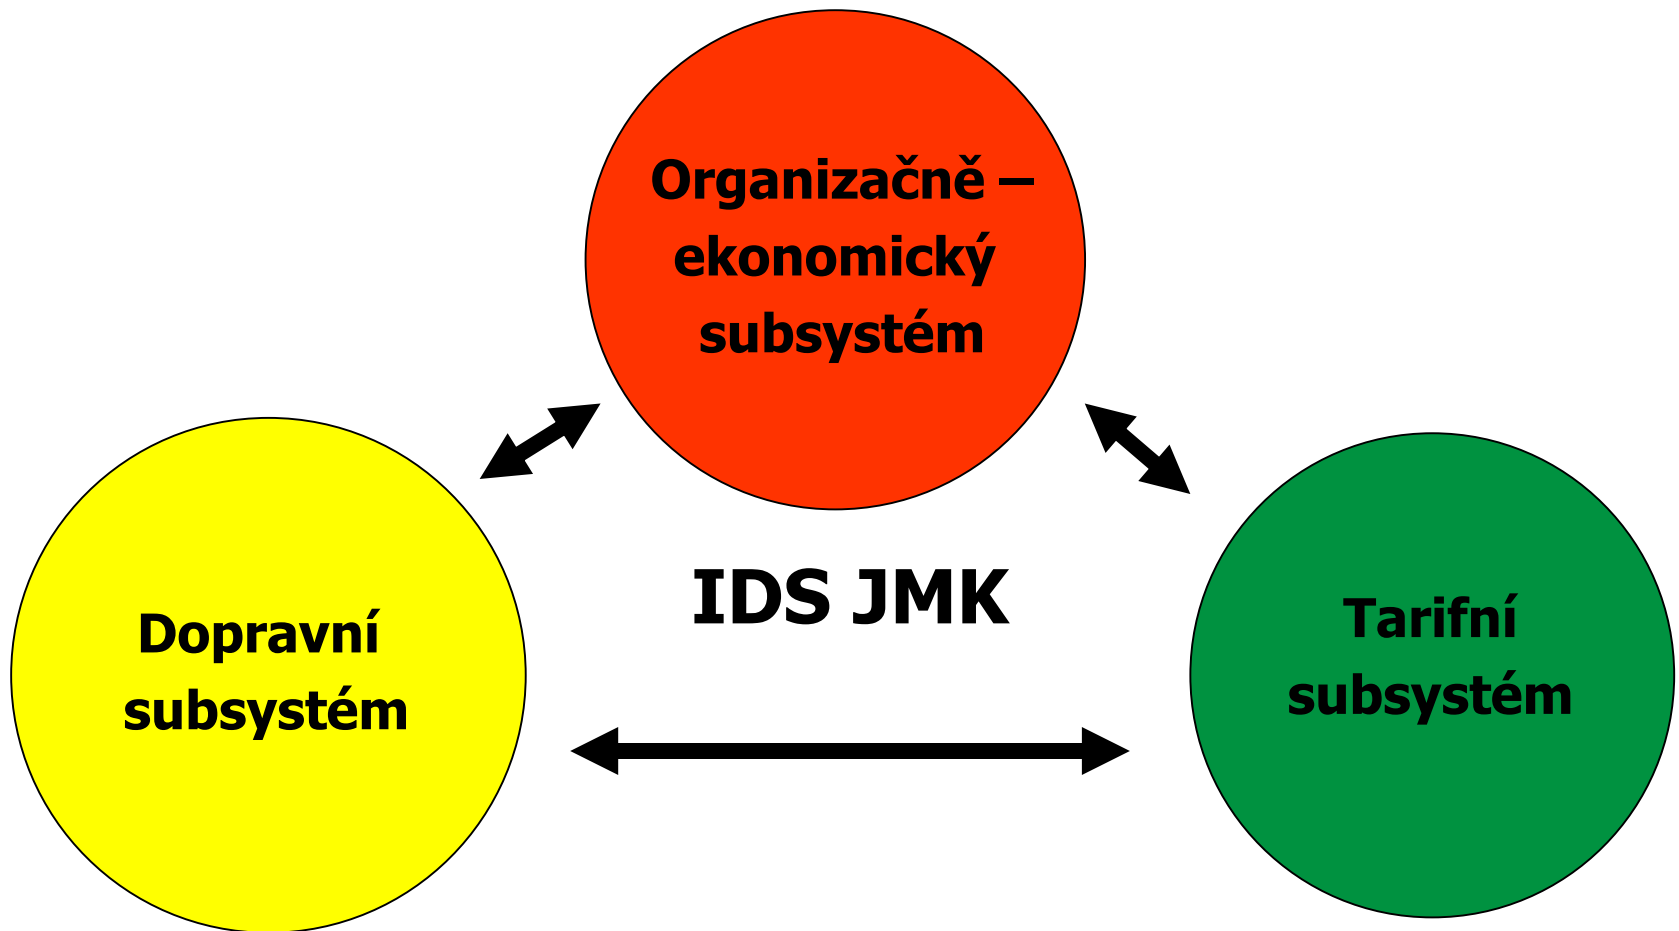 Organizačně –
ekonomický
subsystém
IDS JMK
Dopravní
subsystém
Tarifní
subsystém